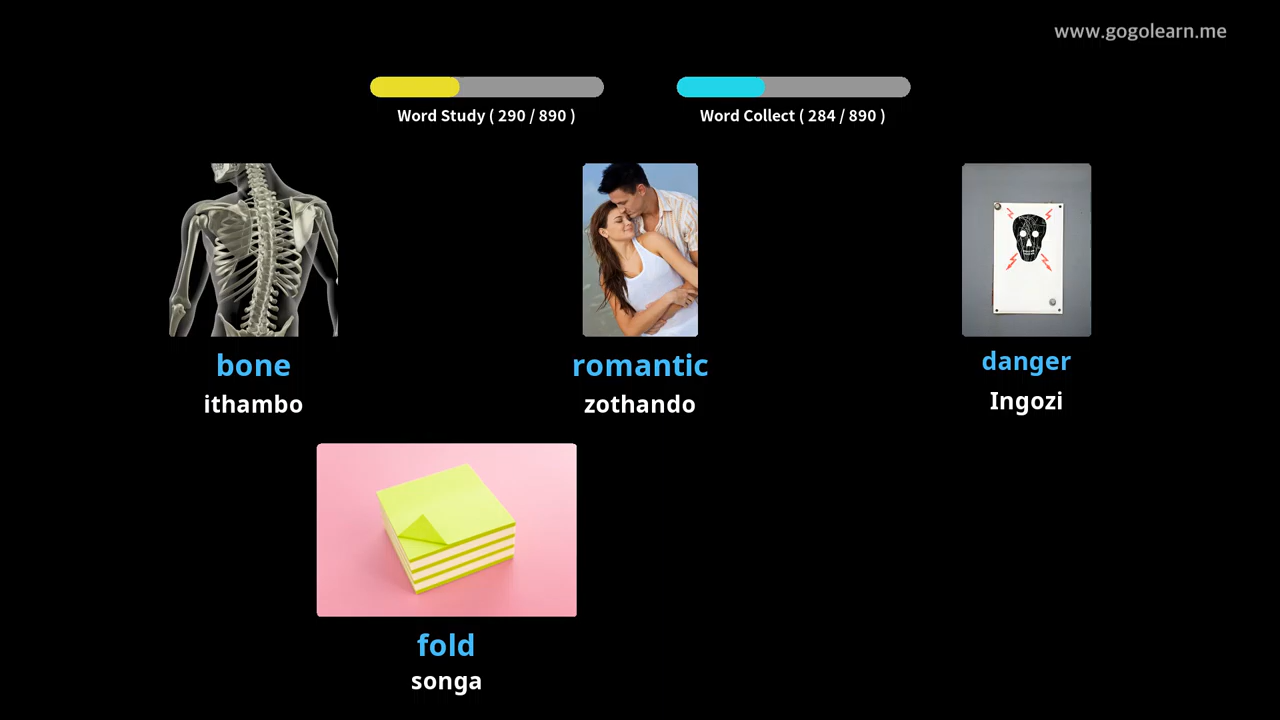 www.gogolearn.me
Word Study ( 290 / 890 )
Word Collect ( 284 / 890 )
bone
ithambo
romantic
zothando
danger
Ingozi
fold
songa